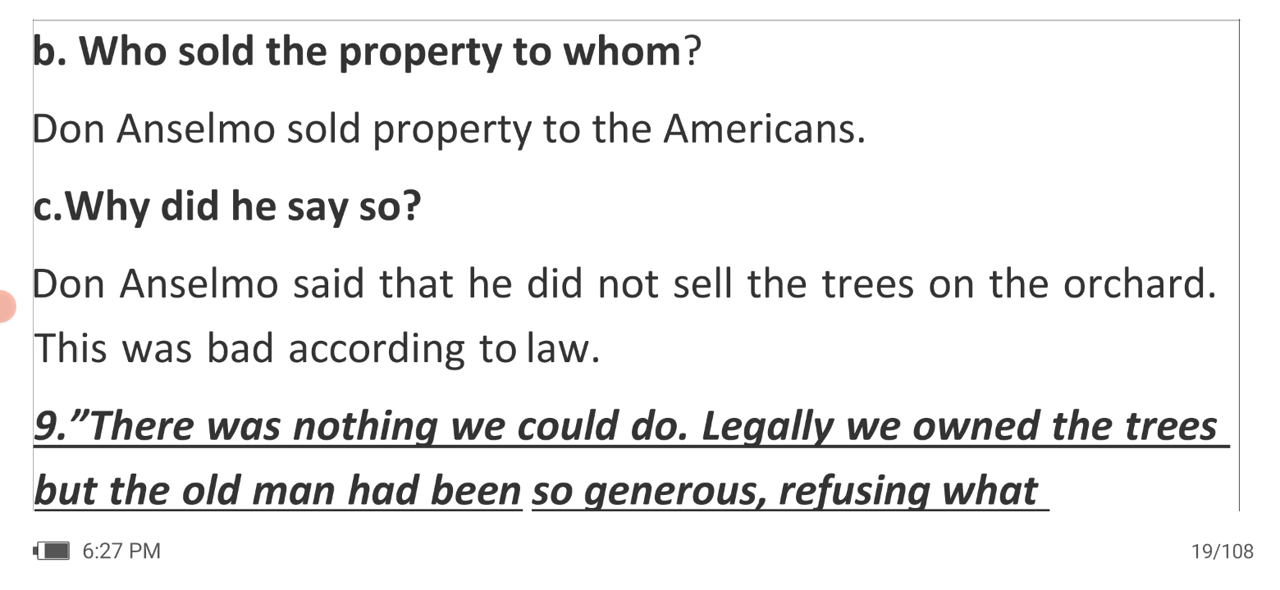 b. Who sold the property to whom?
Don Anselmo sold property to the Americans.
c.Why did he say so?
Don Anselmo said that he did not sell the trees on the orchard.
This was bad according to law.
9.”There was nothing we could do. Legally we owned the trees
but the old man had been so generous, refusing what
6:27 PM 19/108